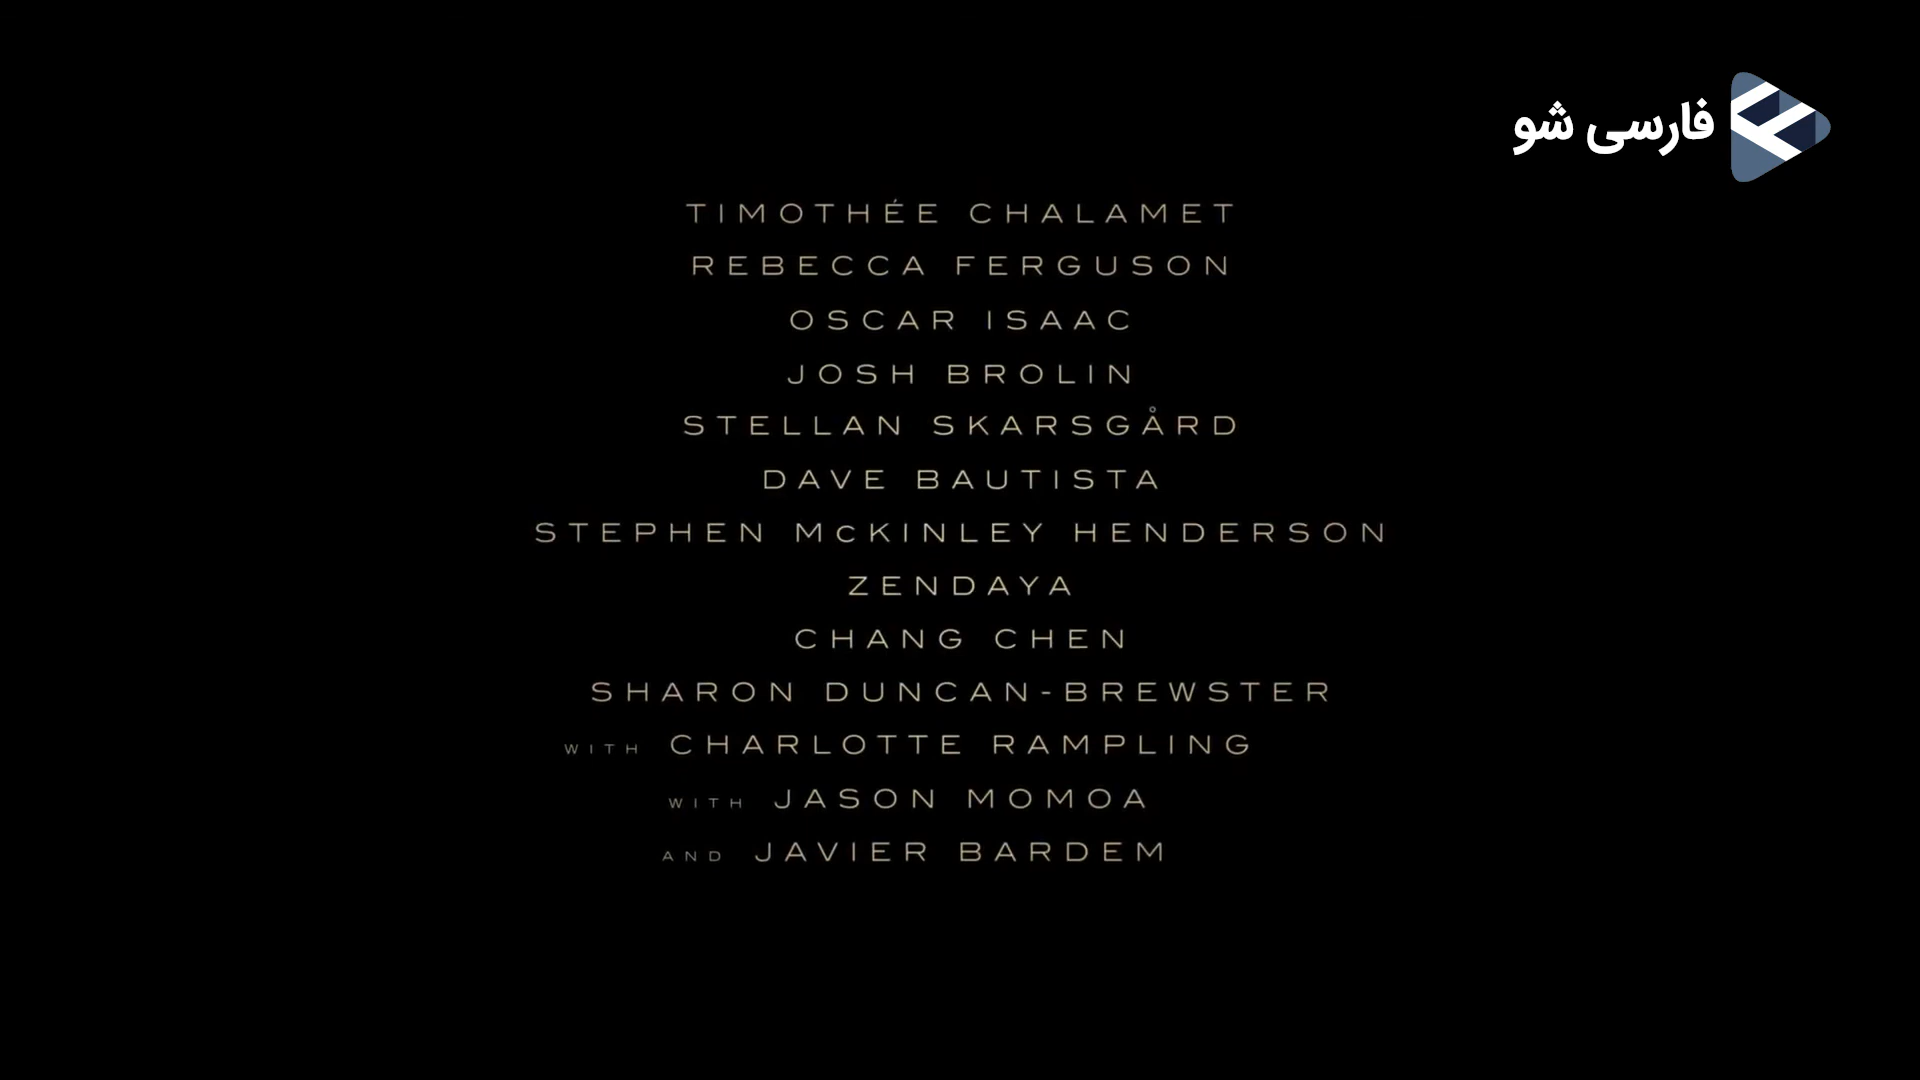 فارسی شو
TIMOTHÉE CHALAMET
REBECCA FERGUSON
OSCAR ISAAC
JOSH BROLIN
STELLAN SKARSGÅRD
DAVE BAUTISTA
STEPHEN McKINLEY HENDERSON
ZENDAYA
CHANG CHEN
SHARON DUNCAN-BREWSTER
WITH CHARLOTTE RAMPLING
WITH JASON MOMOA
AND JAVIER BARDEM